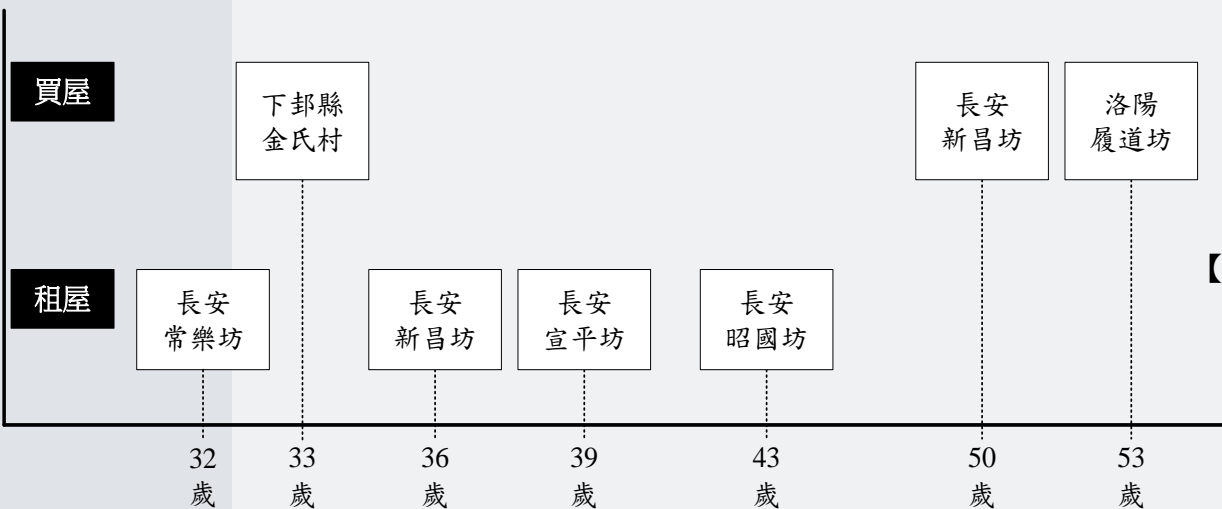 買屋
下邽縣
金氏村
長安
新昌坊
洛陽
履道坊
租屋
長安
常樂坊
長安
新昌坊
長安
宣平坊
長安
昭國坊
【
32
歲
33
歲
36
歲
39
歲
43
歲
50
歲
53
歲